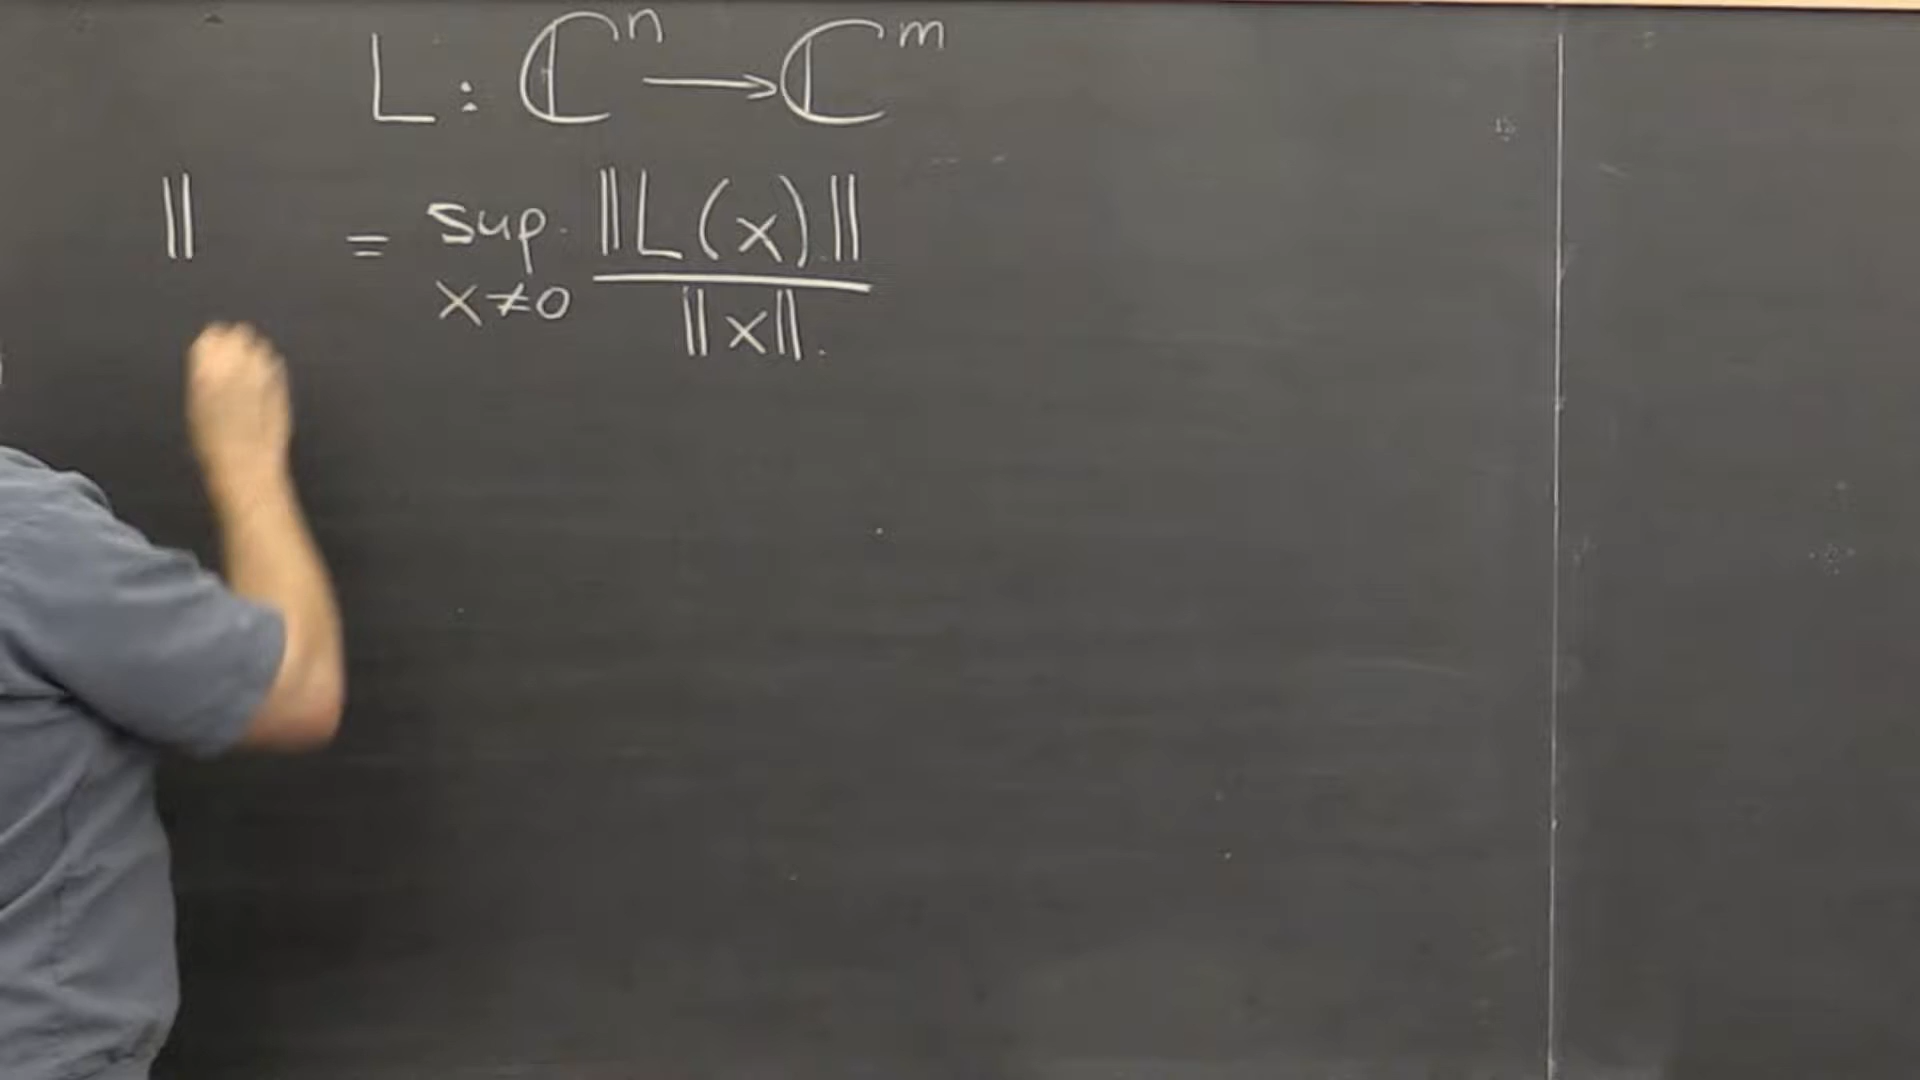 L : ℂⁿ ⟶ ℂᵐ
‖ = sup ‖L(x)‖
x≠0 ‖x‖.